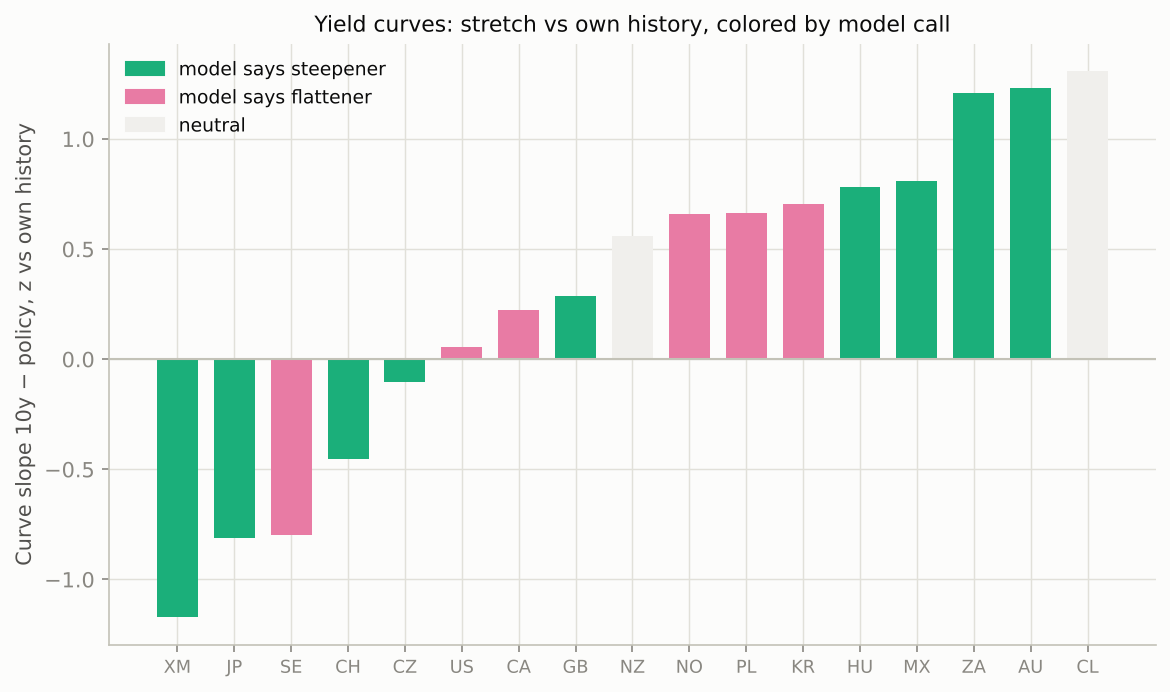 Yield curves: stretch vs own history, colored by model call
model says steepener
model says flattener
neutral
Curve slope 10y − policy, z vs own history
1.0
0.5
0.0
−0.5
−1.0
XM JP SE CH CZ US CA GB NZ NO PL KR HU MX ZA AU CL